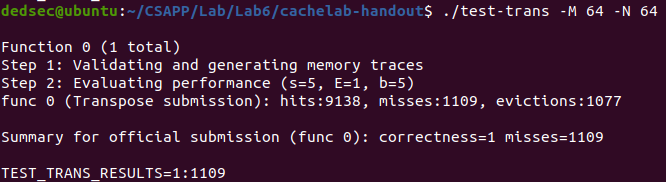 dedsec@ubuntu:~/CSAPP/Lab/Lab6/cachelab-handout$ ./test-trans -M 64 -N 64
Function 0 (1 total)
Step 1: Validating and generating memory traces
Step 2: Evaluating performance (s=5, E=1, b=5)
func 0 (Transpose submission): hits:9138, misses:1109, evictions:1077
Summary for official submission (func 0): correctness=1 misses=1109
TEST_TRANS_RESULTS=1:1109